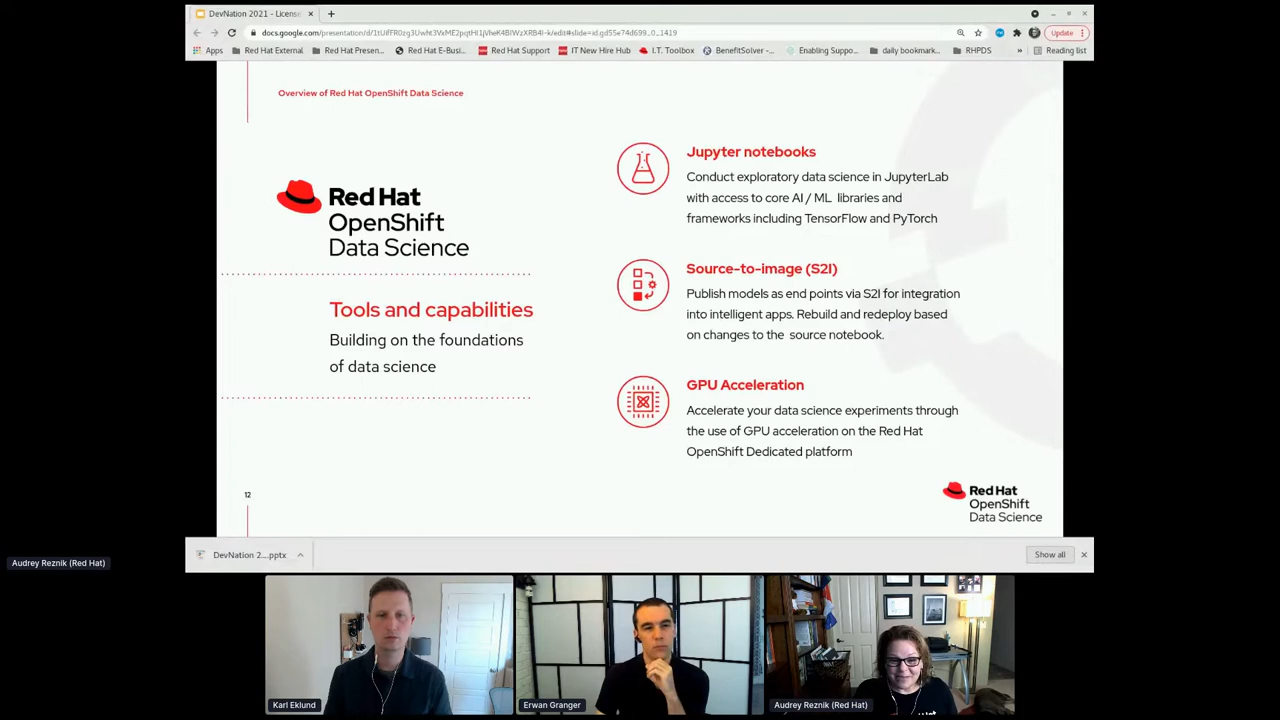 DevNation 2021 - License
docs.google.com/presentation/d/
Update
Apps
Red Hat External
Red Hat Presen...
Red Hat E-Busi...
Red Hat Support
IT New Hire Hub
I.T. Toolbox
BenefitSolver -...
Enabling Suppo...
daily bookmark...
RHPDS
»
Reading list
Overview of Red Hat OpenShift Data Science
Red Hat
OpenShift
Data Science
Tools and capabilities
Building on the foundations
of data science
Jupyter notebooks
Conduct exploratory data science in JupyterLab
with access to core AI / ML libraries and
frameworks including TensorFlow and PyTorch
Source-to-image (S2I)
Publish models as end points via S2I for integration
into intelligent apps. Rebuild and redeploy based
on changes to the source notebook.
GPU Acceleration
Accelerate your data science experiments through
the use of GPU acceleration on the Red Hat
OpenShift Dedicated platform
12
Red Hat
OpenShift
Data Science
DevNation 2....pptx
Show all
Audrey Reznik (Red Hat)
Karl Eklund
Erwan Granger
Audrey Reznik (Red Hat)